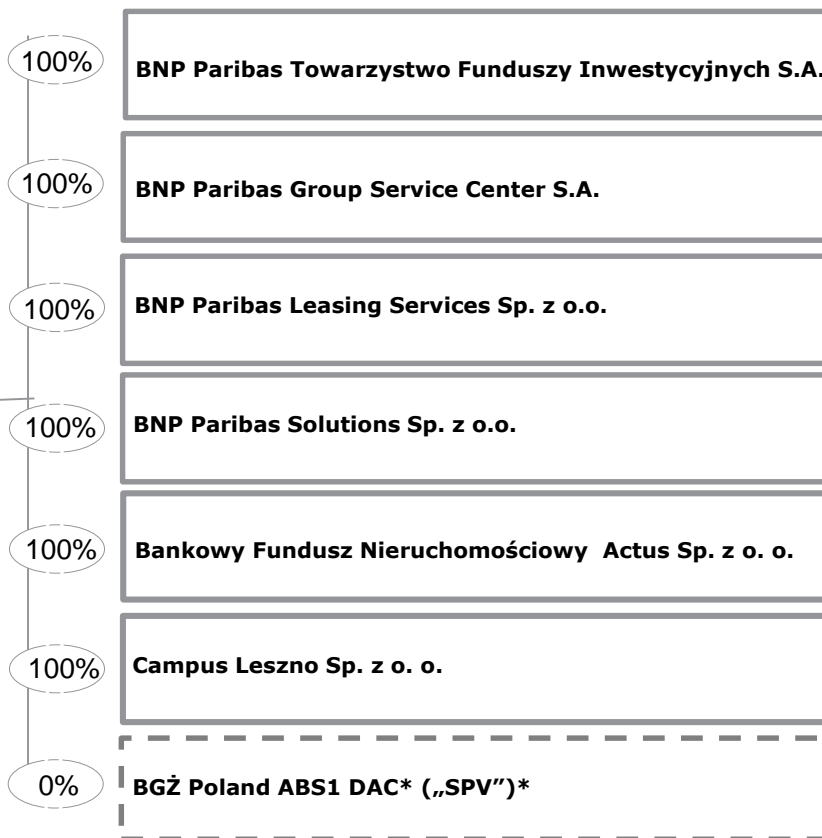 100%
BNP Paribas Towarzystwo Funduszy Inwestycyjnych S.A.
100%
BNP Paribas Group Service Center S.A.
100%
BNP Paribas Leasing Services Sp. z o.o.
100%
BNP Paribas Solutions Sp. z o.o.
100%
Bankowy Fundusz Nieruchomościowy Actus Sp. z o. o.
100%
Campus Leszno Sp. z o. o.
0%
BGŻ Poland ABS1 DAC* („SPV”)*